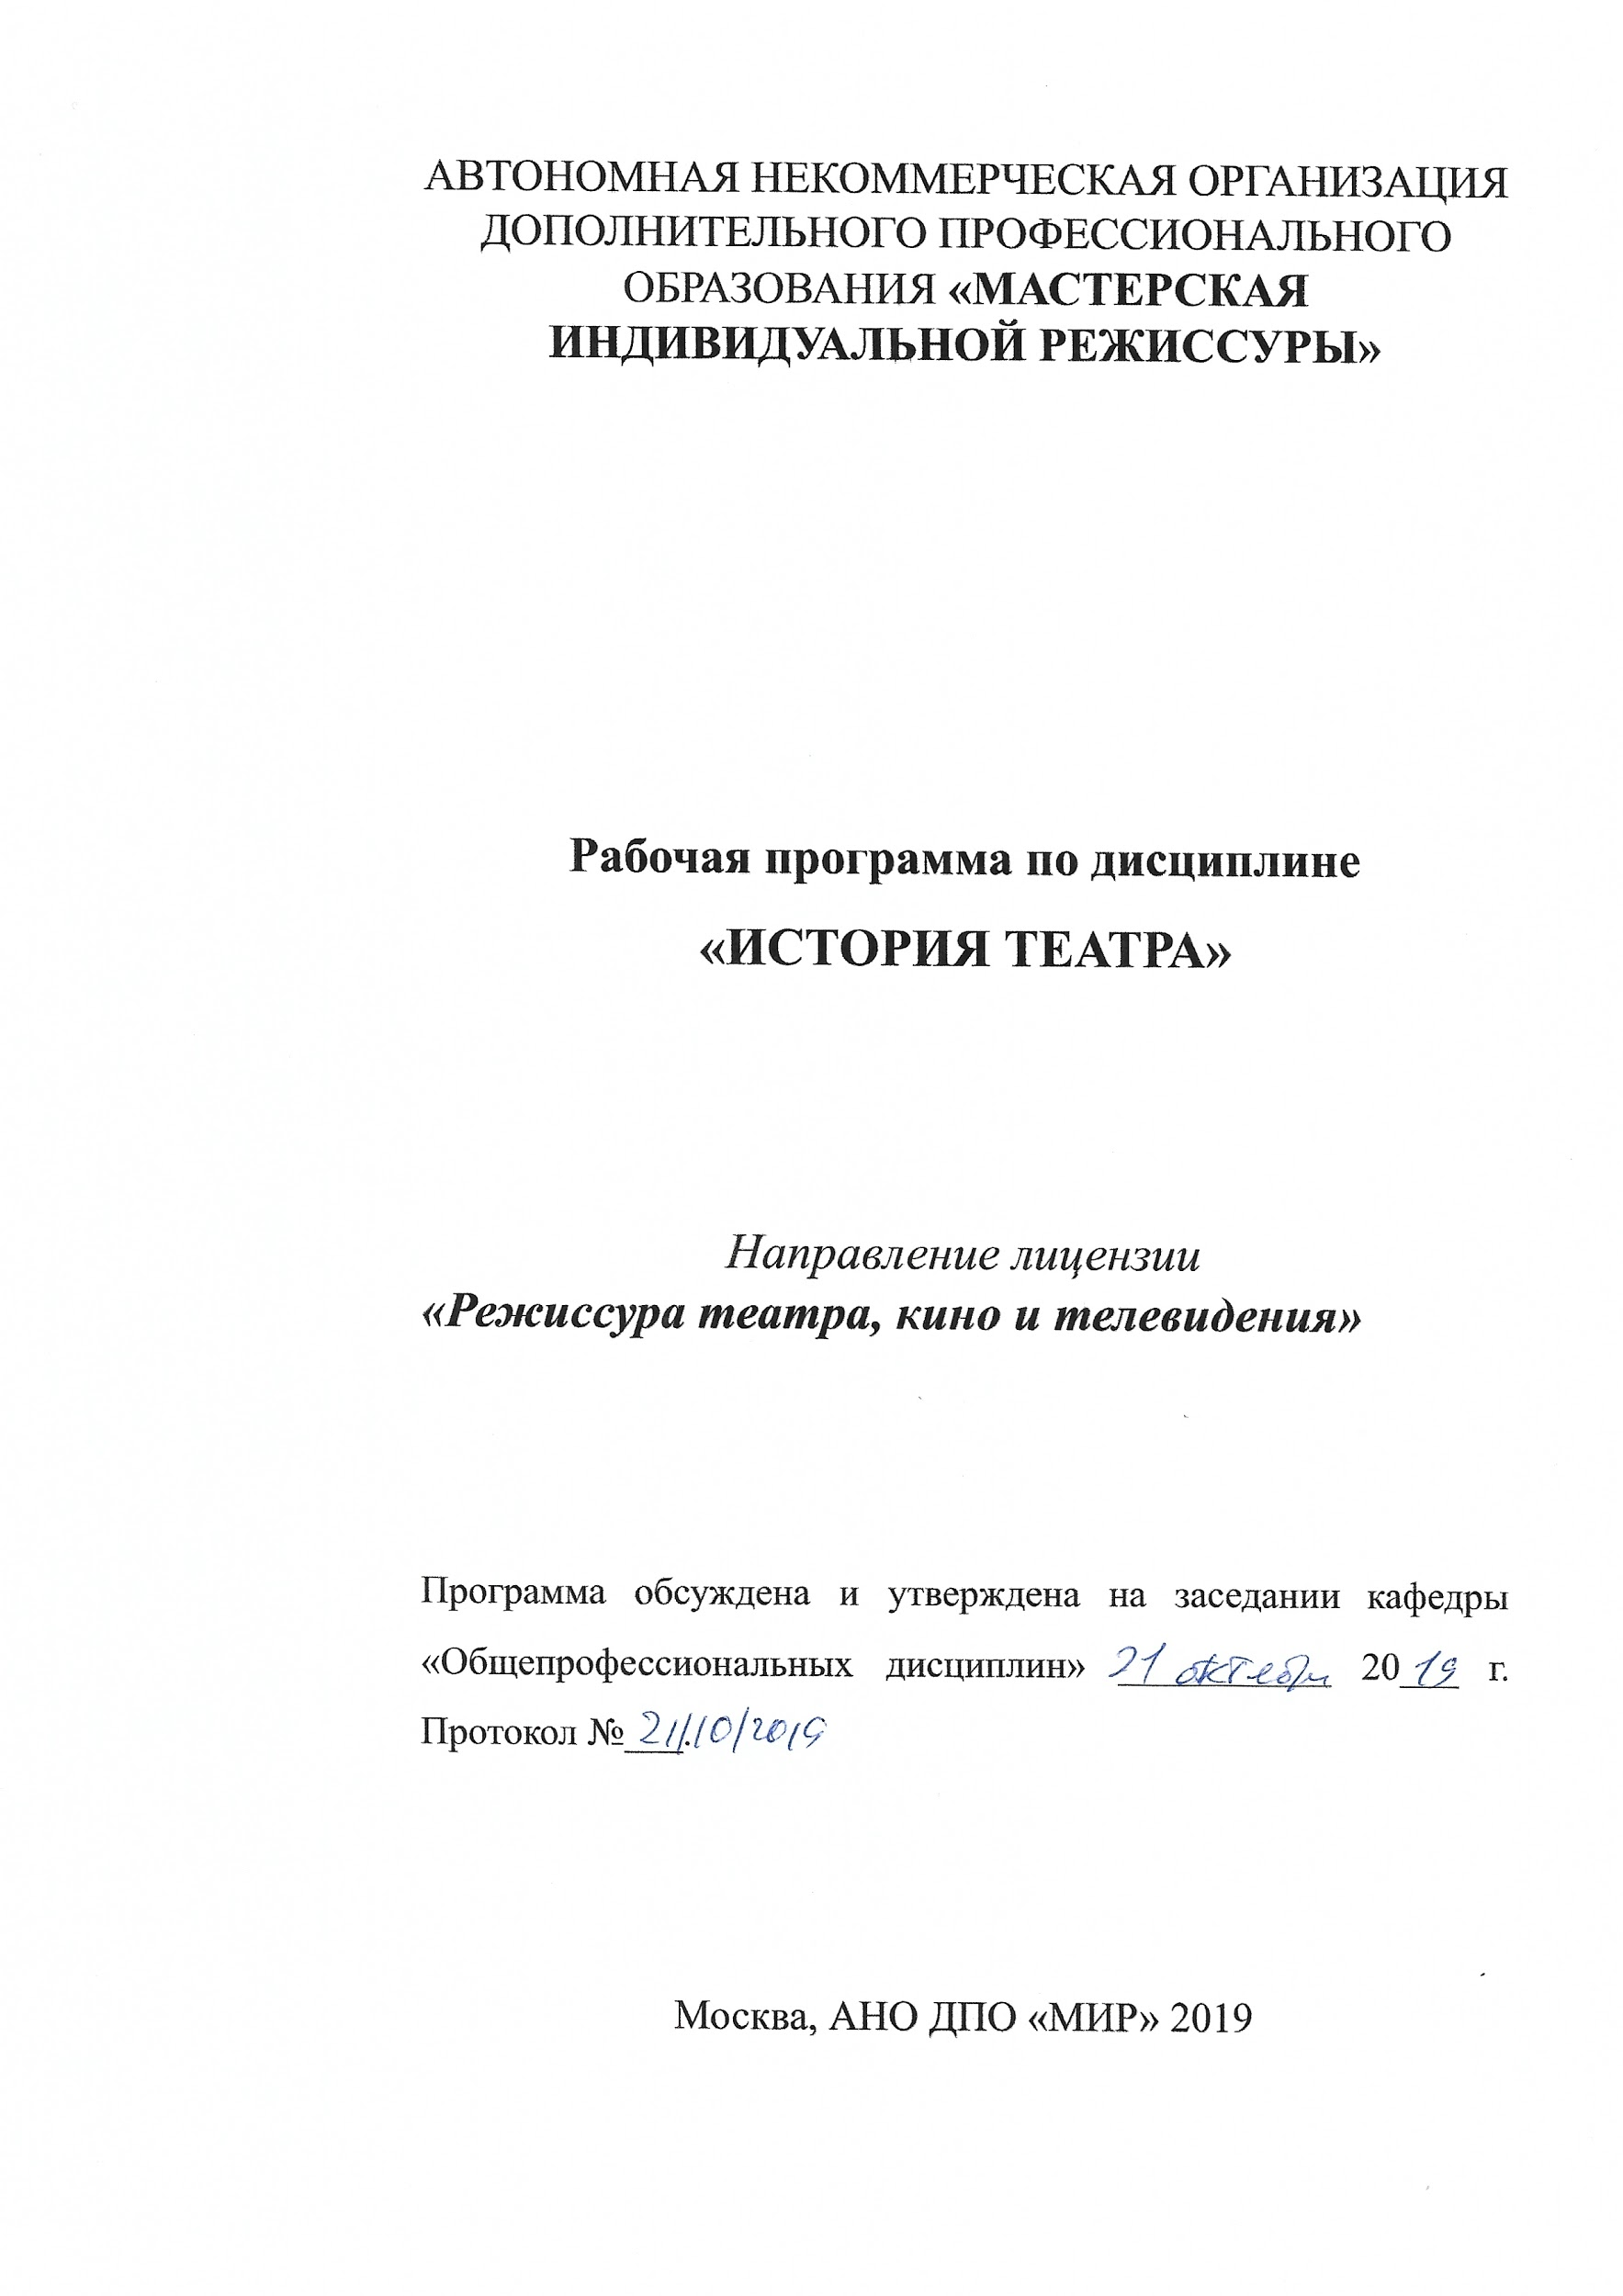 АВТОНОМНАЯ НЕКОММЕРЧЕСКАЯ ОРГАНИЗАЦИЯ
ДОПОЛНИТЕЛЬНОГО ПРОФЕССИОНАЛЬНОГО
ОБРАЗОВАНИЯ «МАСТЕРСКАЯ
ИНДИВИДУАЛЬНОЙ РЕЖИССУРЫ»
Рабочая программа по дисциплине
«ИСТОРИЯ ТЕАТРА»
Направление лицензии
«Режиссура театра, кино и телевидения»
Программа обсуждена и утверждена на заседании кафедры
«Общепрофессиональных дисциплин» 21 октября 2019 г.
Протокол № 21/10/2019
Москва, АНО ДПО «МИР» 2019